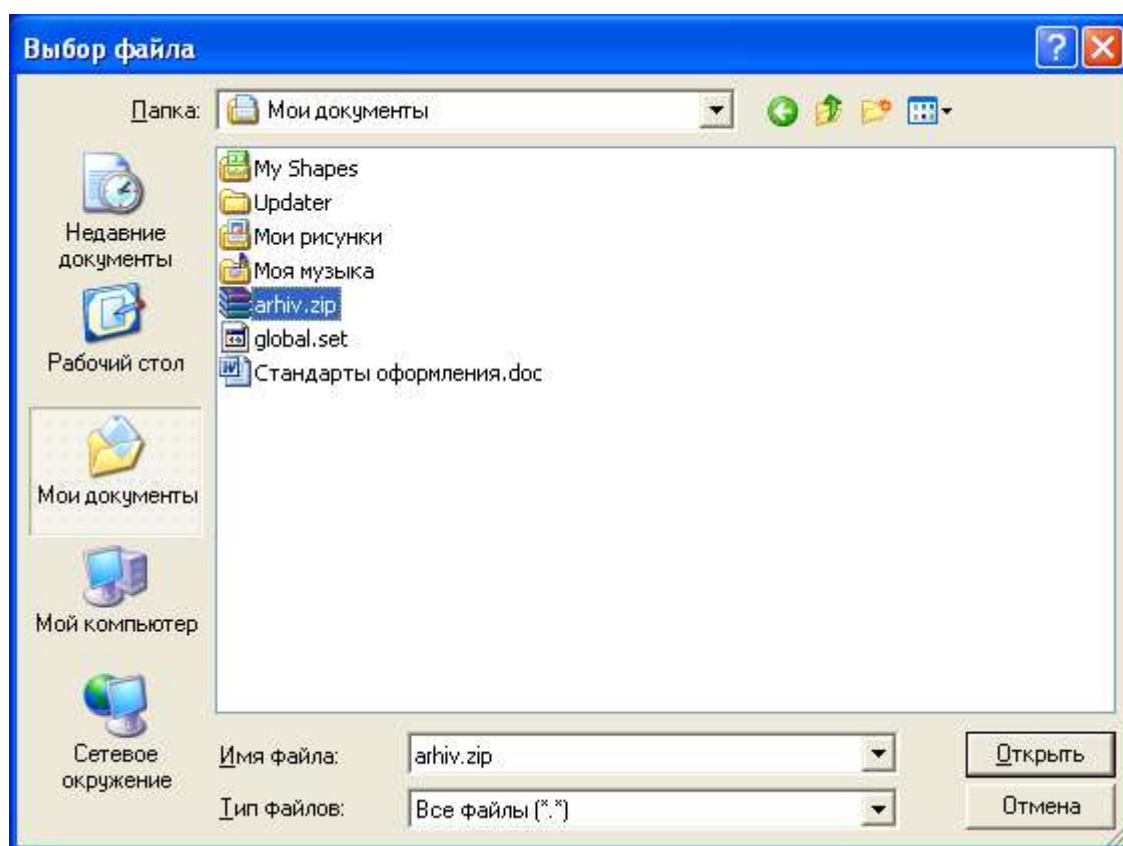 Выбор файла
Папка:
Мои документы
Недавние
документы
Рабочий стол
Мои документы
Мой компьютер
Сетевое
окружение
My Shapes
Updater
Мои рисунки
Моя музыка
arhiv.zip
global.set
Стандарты оформления.doc
Имя файла:
arhiv.zip
Открыть
Тип файлов:
Все файлы (*.*)
Отмена